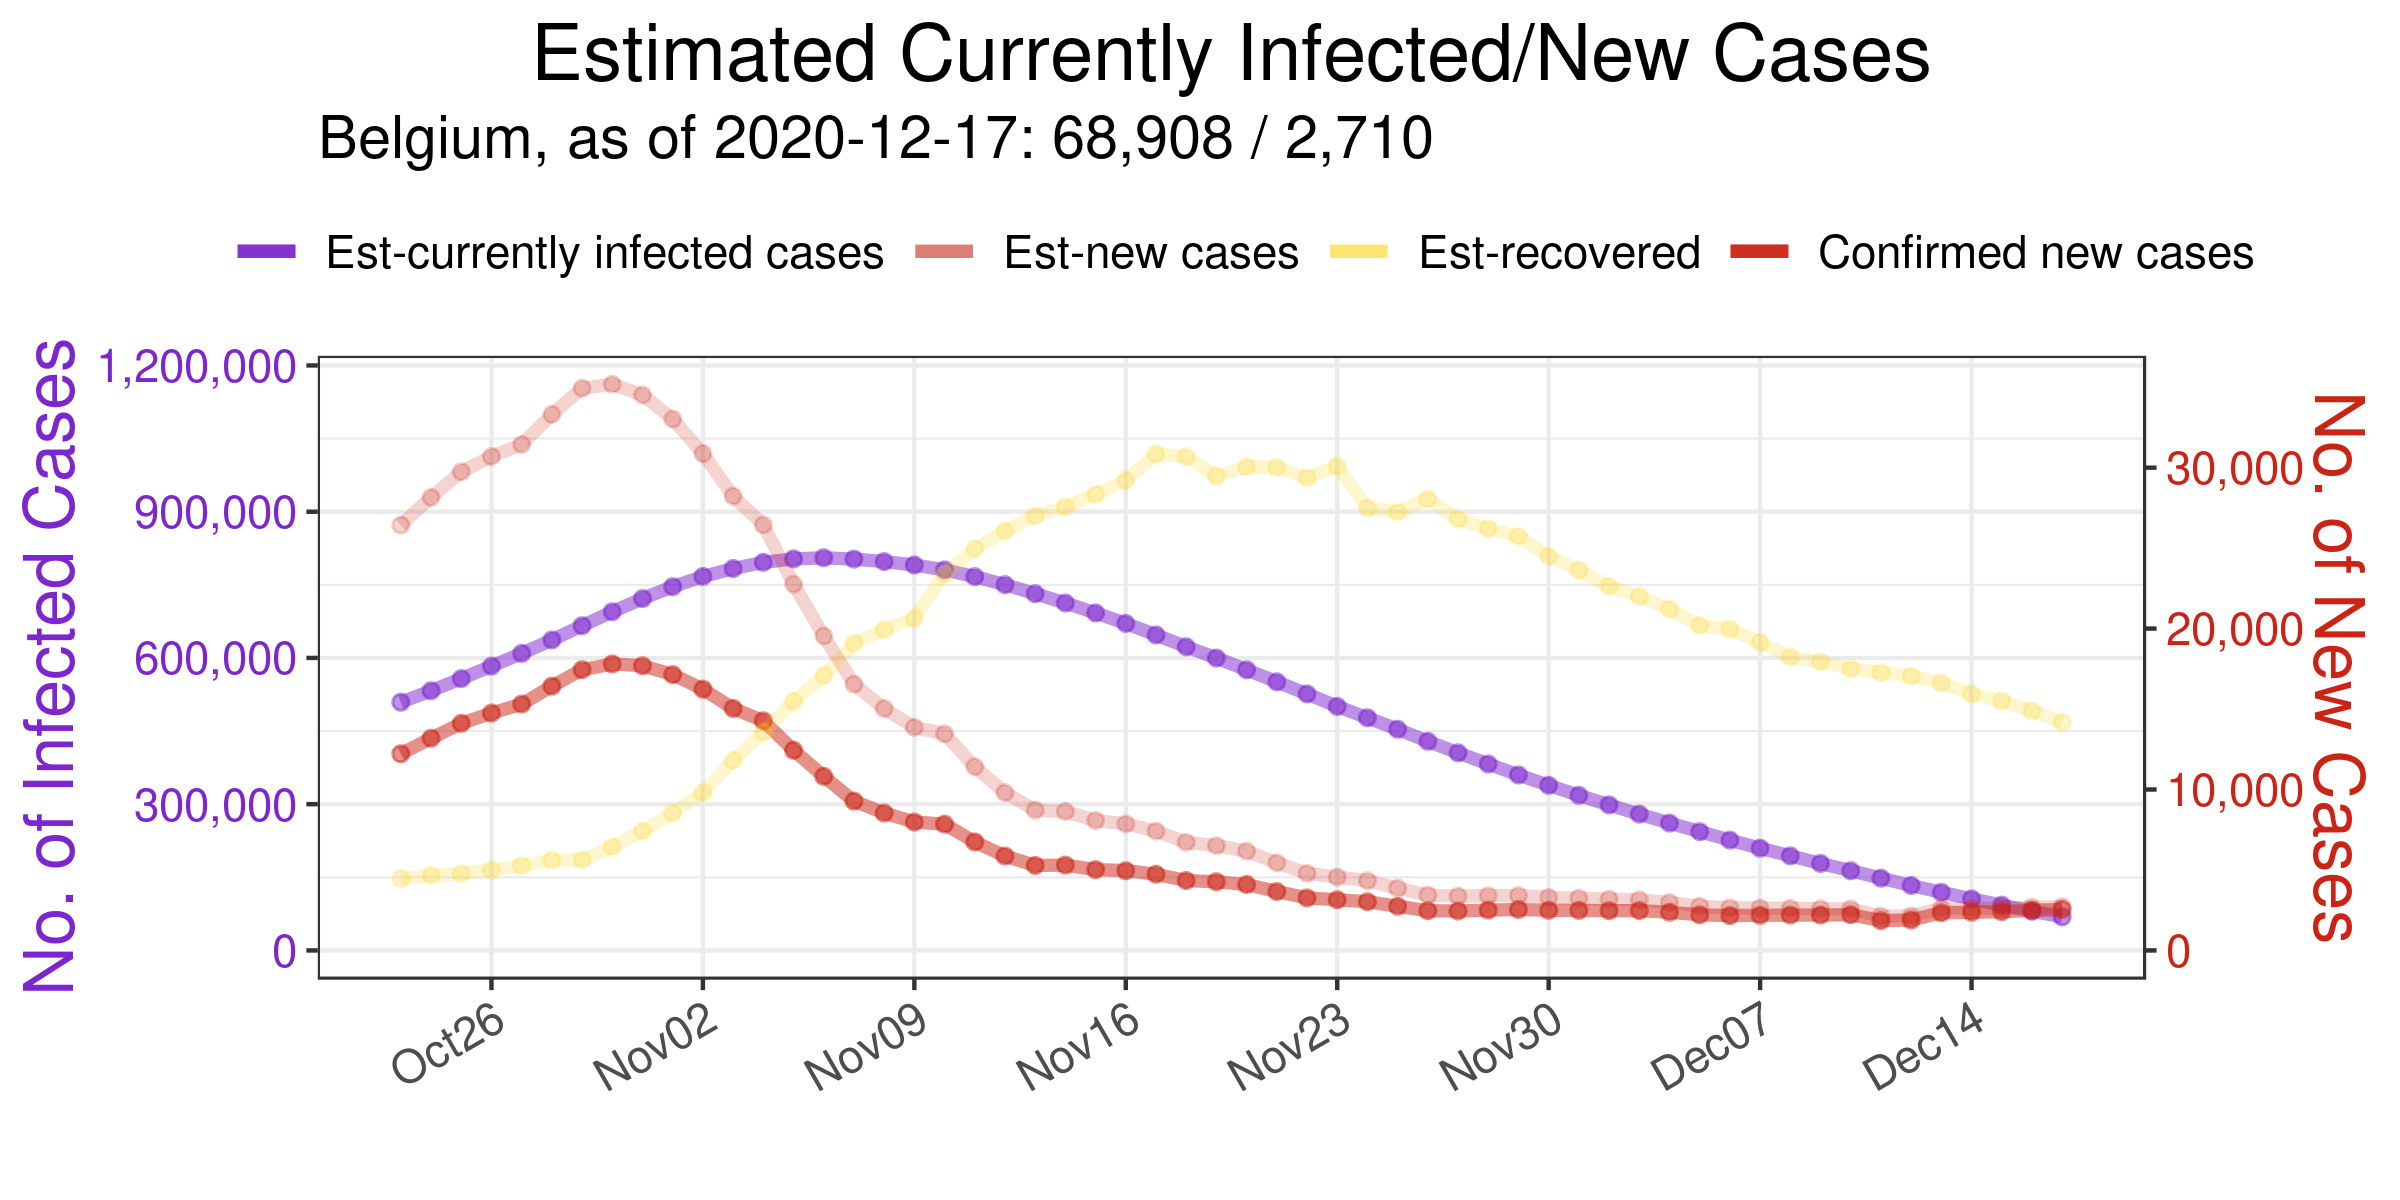 Estimated Currently Infected/New Cases
Belgium, as of 2020-12-17: 68,908 / 2,710
Est-currently infected cases Est-new cases Est-recovered Confirmed new cases
No. of Infected Cases
1,200,000
900,000
600,000
300,000
0
30,000
20,000
10,000
0
No. of New Cases
Oct26 Nov02 Nov09 Nov16 Nov23 Nov30 Dec07 Dec14